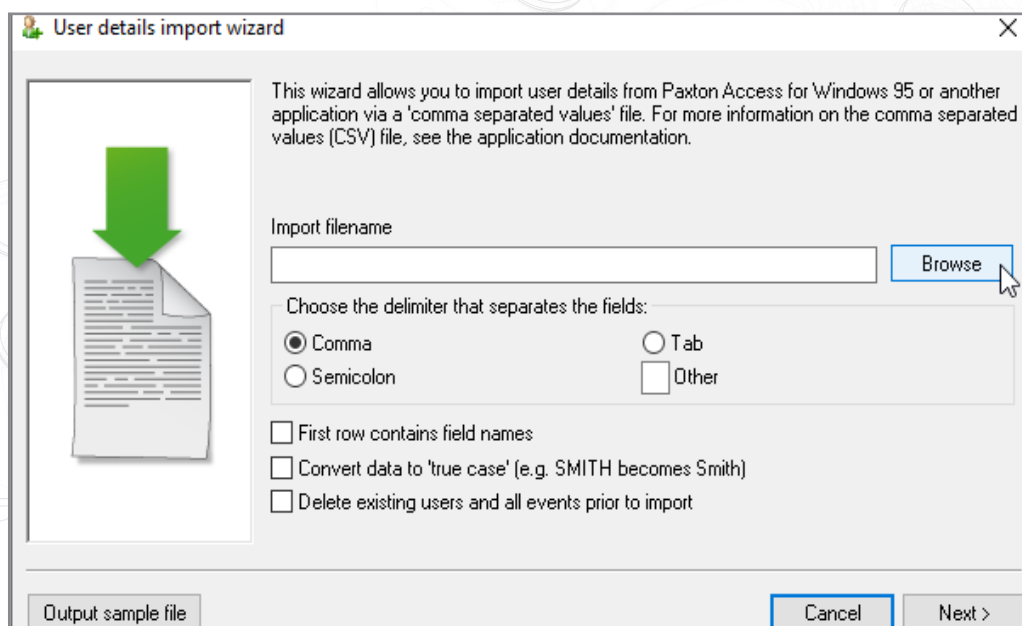 User details import wizard
This wizard allows you to import user details from Paxton Access for Windows 95 or another
application via a 'comma separated values' file. For more information on the comma separated
values (CSV) file, see the application documentation.
Import filename
Browse
Choose the delimiter that separates the fields:
Comma
Tab
Semicolon
Other
First row contains field names
Convert data to 'true case' (e.g. SMITH becomes Smith)
Delete existing users and all events prior to import
Output sample file
Cancel
Next >